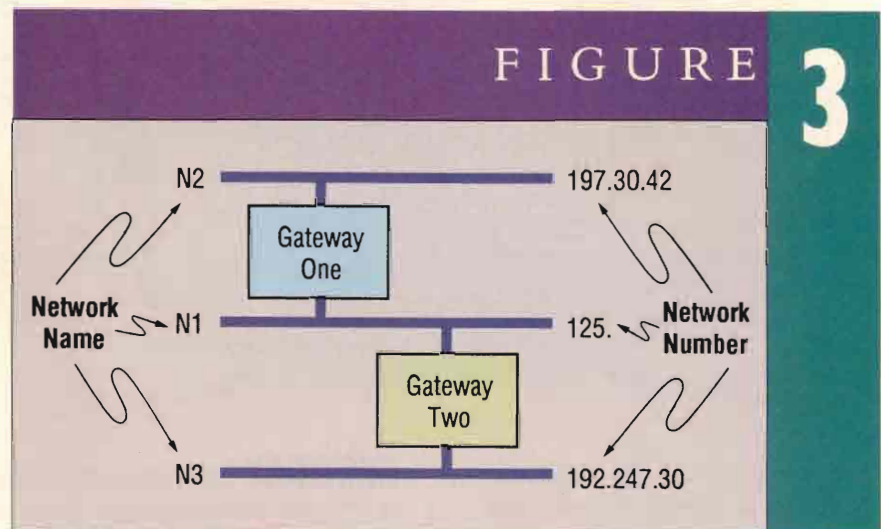 FIGURE 3
N2 197.30.42
Gateway
One
Network
Name
N1 125.
Network
Number
Gateway
Two
N3 192.247.30